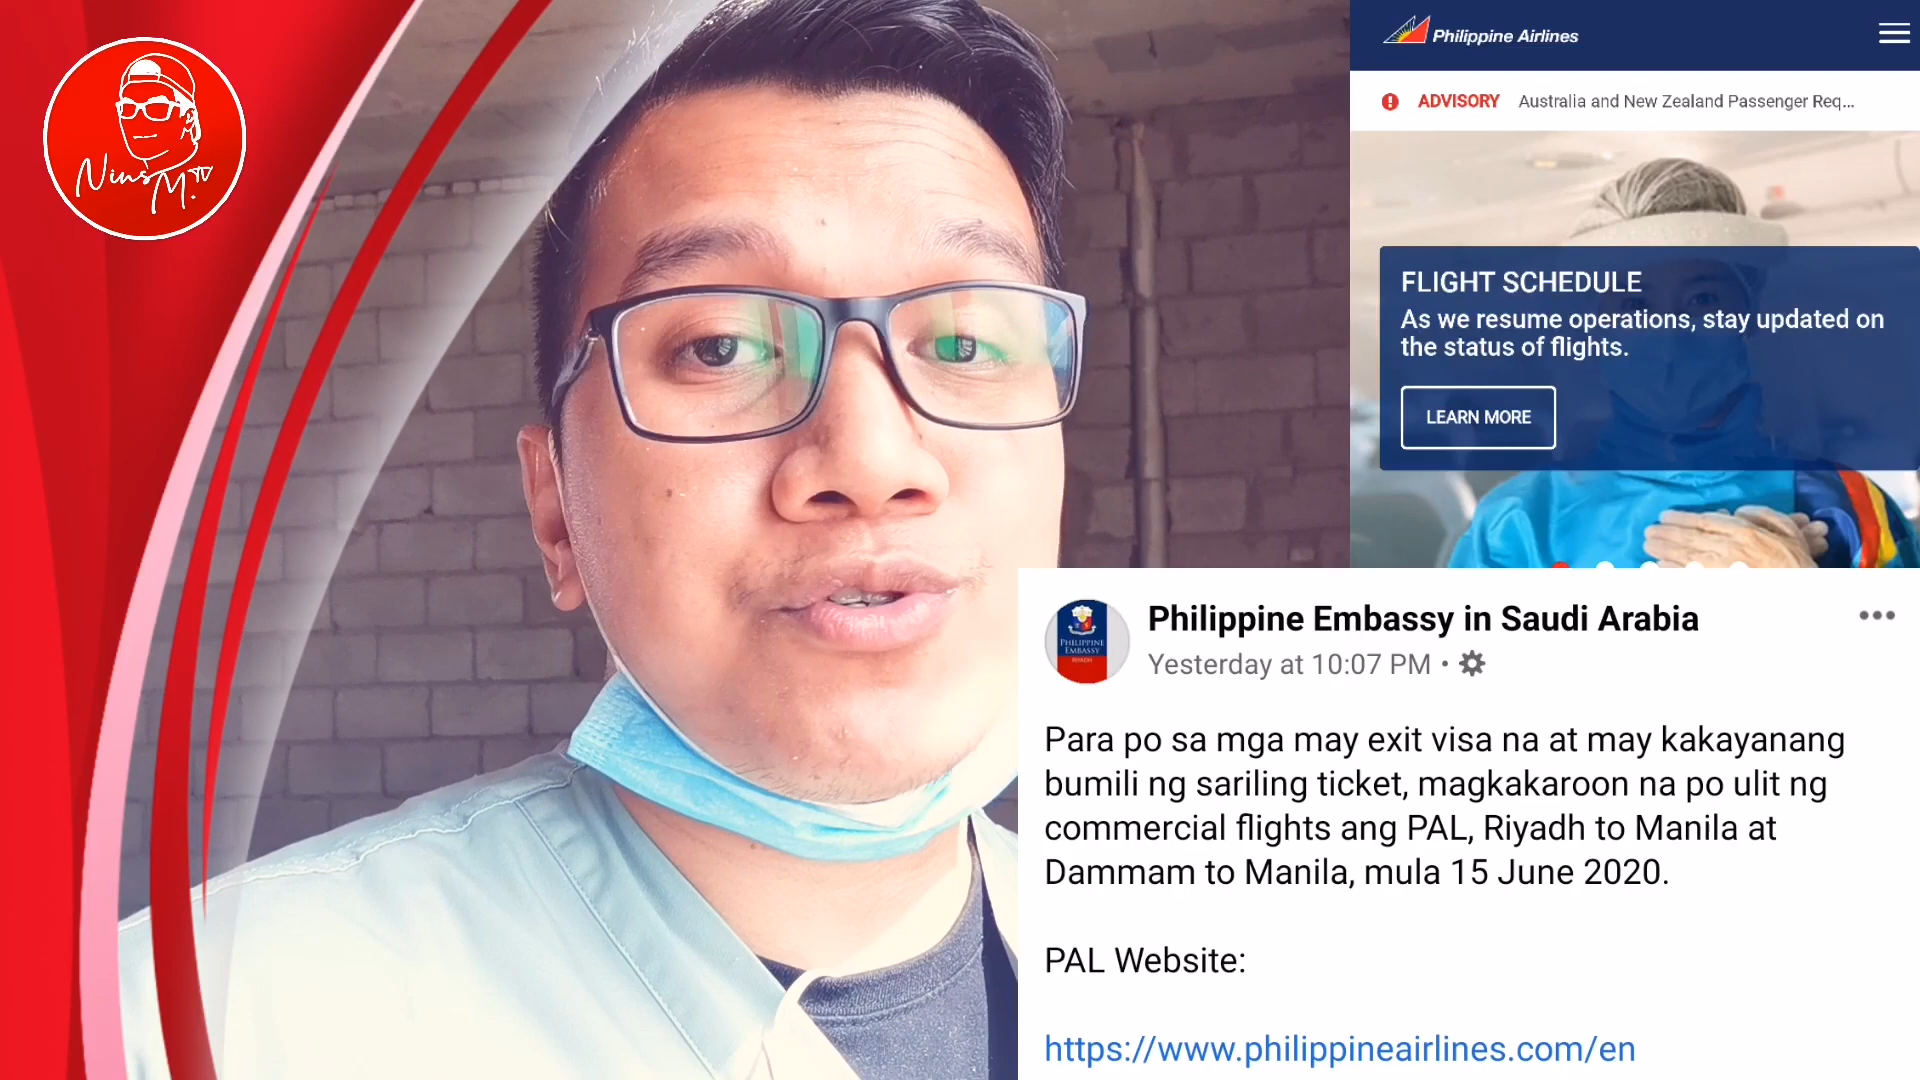 Nins
M.TV
Philippine Airlines
ADVISORY Australia and New Zealand Passenger Req...
FLIGHT SCHEDULE
As we resume operations, stay updated on
the status of flights.
LEARN MORE
PHILIPPINE
EMBASSY
RIYADH
Philippine Embassy in Saudi Arabia
Yesterday at 10:07 PM •
Para po sa mga may exit visa na at may kakayanang
bumili ng sariling ticket, magkakaroon na po ulit ng
commercial flights ang PAL, Riyadh to Manila at
Dammam to Manila, mula 15 June 2020.
PAL Website:
https://www.philippineairlines.com/en